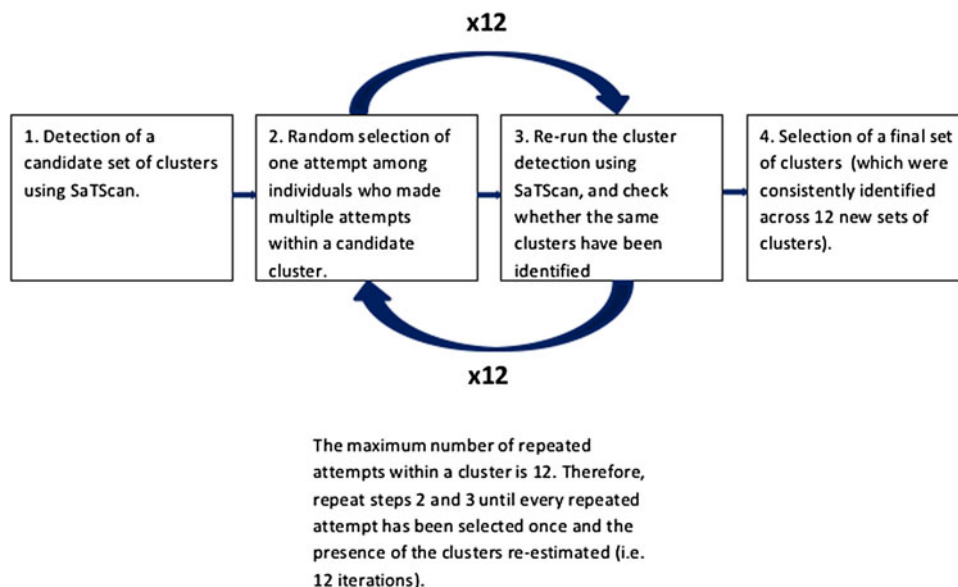 x12
1. Detection of a
candidate set of clusters
using SaTScan.
2. Random selection of
one attempt among
individuals who made
multiple attempts
within a candidate
cluster.
3. Re-run the cluster
detection using
SaTScan, and check
whether the same
clusters have been
identified
4. Selection of a final set
of clusters (which were
consistently identified
across 12 new sets of
clusters).
x12
The maximum number of repeated
attempts within a cluster is 12. Therefore,
repeat steps 2 and 3 until every repeated
attempt has been selected once and the
presence of the clusters re-estimated (i.e.
12 iterations).